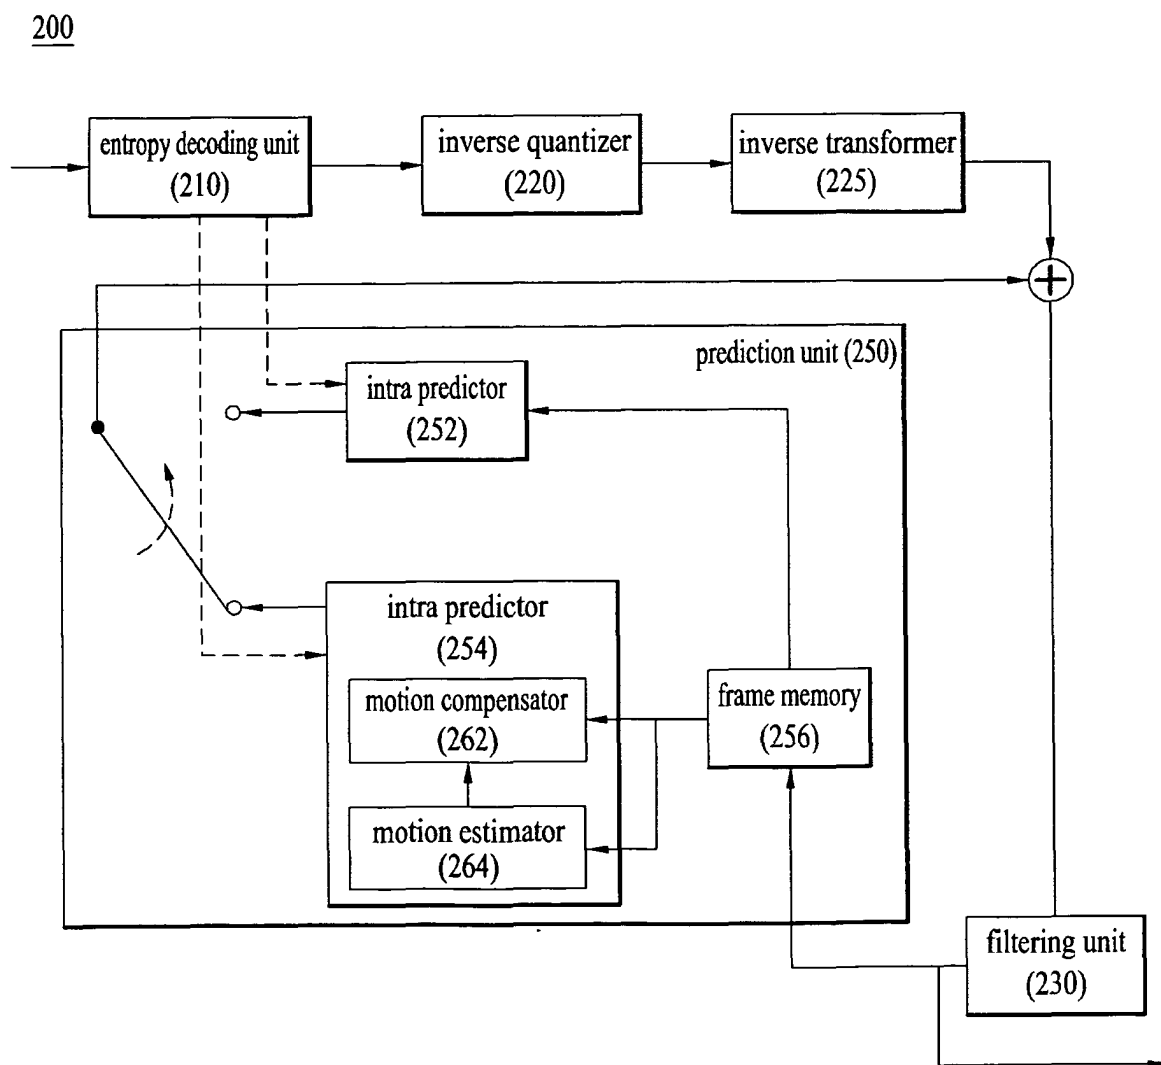 200
entropy decoding unit
(210)
inverse quantizer
(220)
inverse transformer
(225)
prediction unit (250)
intra predictor
(252)
intra predictor
(254)
motion compensator
(262)
frame memory
(256)
motion estimator
(264)
filtering unit
(230)